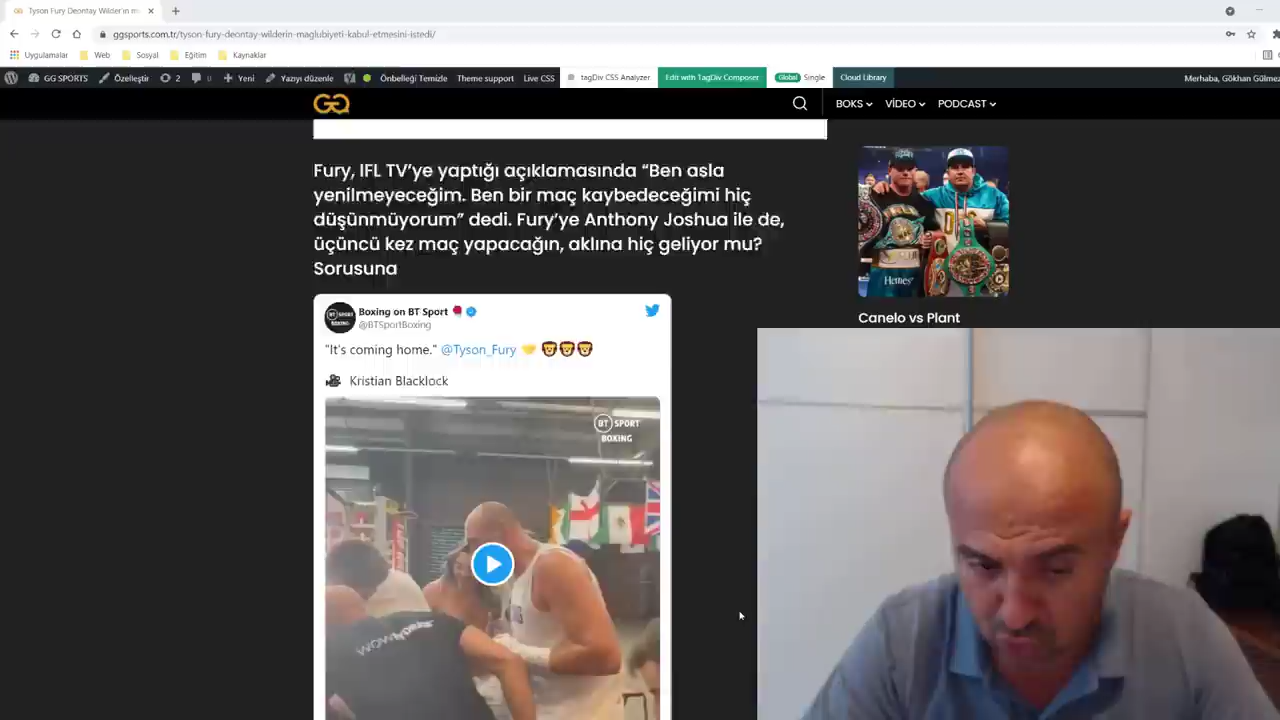 Tyson Fury Deontay Wilder'ın m
ggsports.com.tr/tyson-fury-deontay-wilderin-maglubiyeti-kabul-etmesini-istedi/
Uygulamalar Web Sosyal Eğitim Kaynaklar
GG SPORTS Özelleştir 2 0 Yeni Yazıyı düzenle Önbelleği Temizle Theme support Live CSS tagDiv CSS Analyzer Edit with TagDiv Composer Global Single Cloud Library Merhaba, Gökhan Gülmez
GG BOKS VİDEO PODCAST
Fury, IFL TV'ye yaptığı açıklamasında “Ben asla
yenilmeyeceğim. Ben bir maç kaybedeceğimi hiç
düşünmüyorum” dedi. Fury'ye Anthony Joshua ile de,
üçüncü kez maç yapacağın, aklına hiç geliyor mu?
Sorusuna
Hermes
Canelo vs Plant
Boxing on BT Sport
@BTSportBoxing
"It's coming home." @Tyson_Fury
Kristian Blacklock
BT SPORT
BOXING